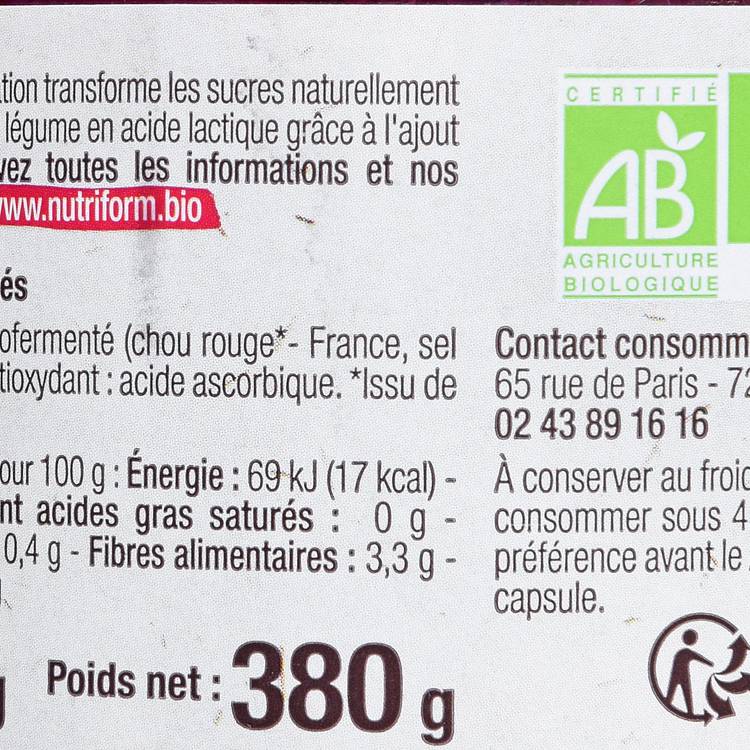 transforme les sucres naturellement
légume en acide lactique grâce à l'ajout
toutes les informations et nos
www.nutriform.bio
és
ofermenté (chou rouge*- France, sel
tioxydant : acide ascorbique. *Issu de
our 100 g : Énergie : 69 kJ (17 kcal) -
nt acides gras saturés : 0 g -
0,4 g - Fibres alimentaires : 3,3 g -
Poids net : 380 g
CERTIFIÉ
AB
AGRICULTURE
BIOLOGIQUE
Contact consomm
65 rue de Paris - 72
02 43 89 16 16
À conserver au froid
consommer sous 4
préférence avant le
capsule.